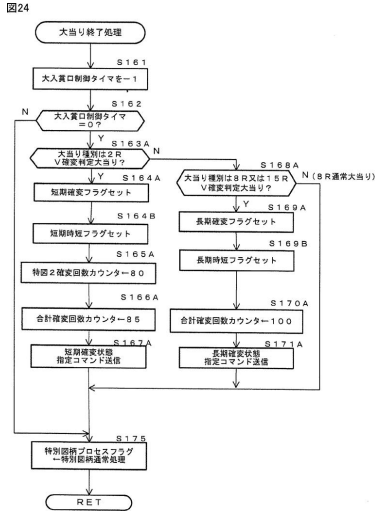 図24
大当り終了処理
S161
大入賞口制御タイマを－1
S162
大入賞口制御タイマ
＝0？
N
Y
S163A
大当り種別は2R
V確変判定大当り？
N
Y
S164A
短期確変フラグセット
S164B
短期時短フラグセット
S165A
特図2確変回数カウンタ←80
S166A
合計確変回数カウンタ←85
S167A
短期確変状態
指定コマンド送信
S168A
大当り種別は8R又は15R
V確変判定大当り？
N(8R通常大当り)
Y
S169A
長期確変フラグセット
S169B
長期時短フラグセット
S170A
合計確変回数カウンタ←100
S171A
長期確変状態
指定コマンド送信
S175
特別図柄プロセスフラグ
←特別図柄通常処理
RET